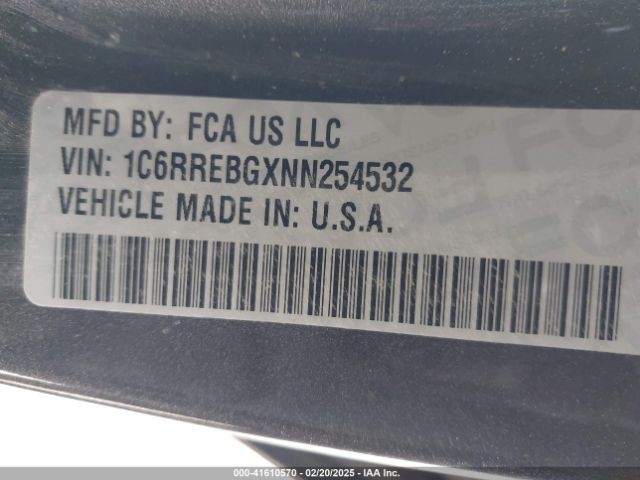 MFD BY: FCA US LLC
VIN: 1C6RREBGXNN254532
VEHICLE MADE IN: U.S.A.
000-41610570 - 02/20/2025 - IAA Inc.